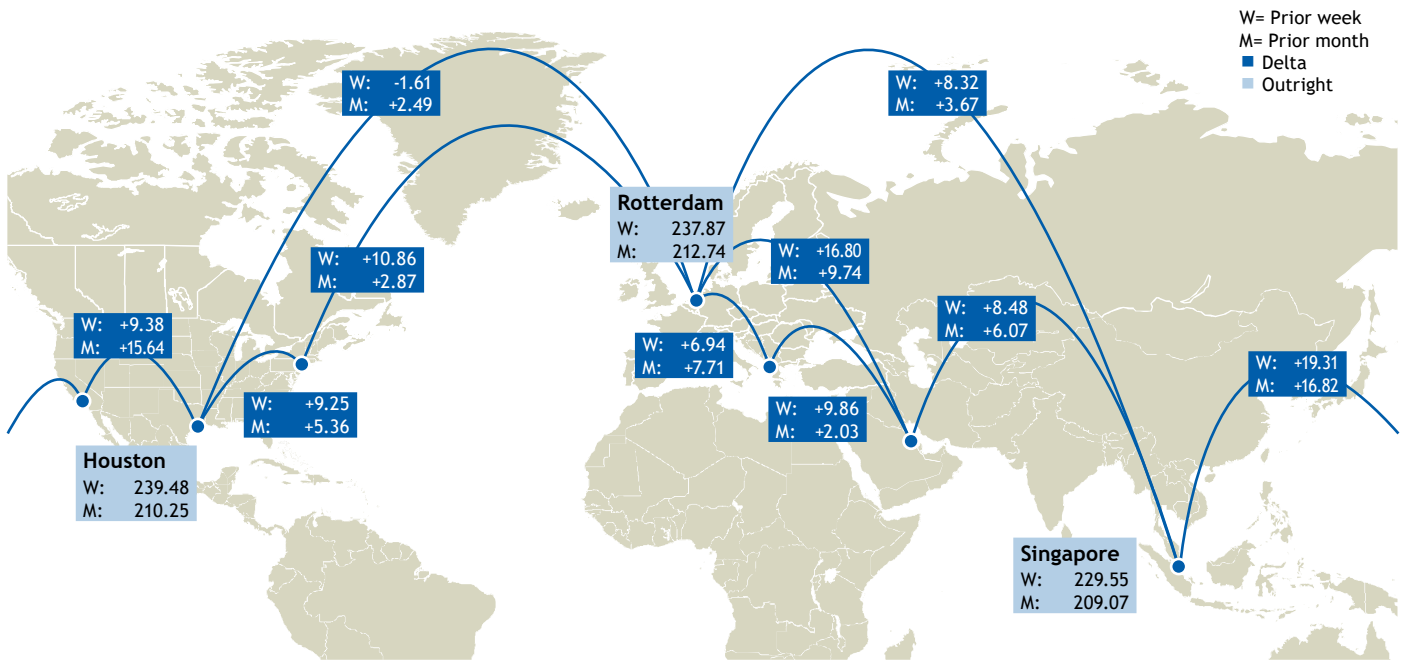 W= Prior week
M= Prior month
Delta
Outright
W: -1.61
M: +2.49
W: +8.32
M: +3.67
Rotterdam
W: 237.87
M: 212.74
W: +10.86
M: +2.87
W: +16.80
M: +9.74
W: +9.38
M: +15.64
W: +8.48
M: +6.07
W: +6.94
M: +7.71
W: +19.31
M: +16.82
W: +9.25
M: +5.36
W: +9.86
M: +2.03
Houston
W: 239.48
M: 210.25
Singapore
W: 229.55
M: 209.07